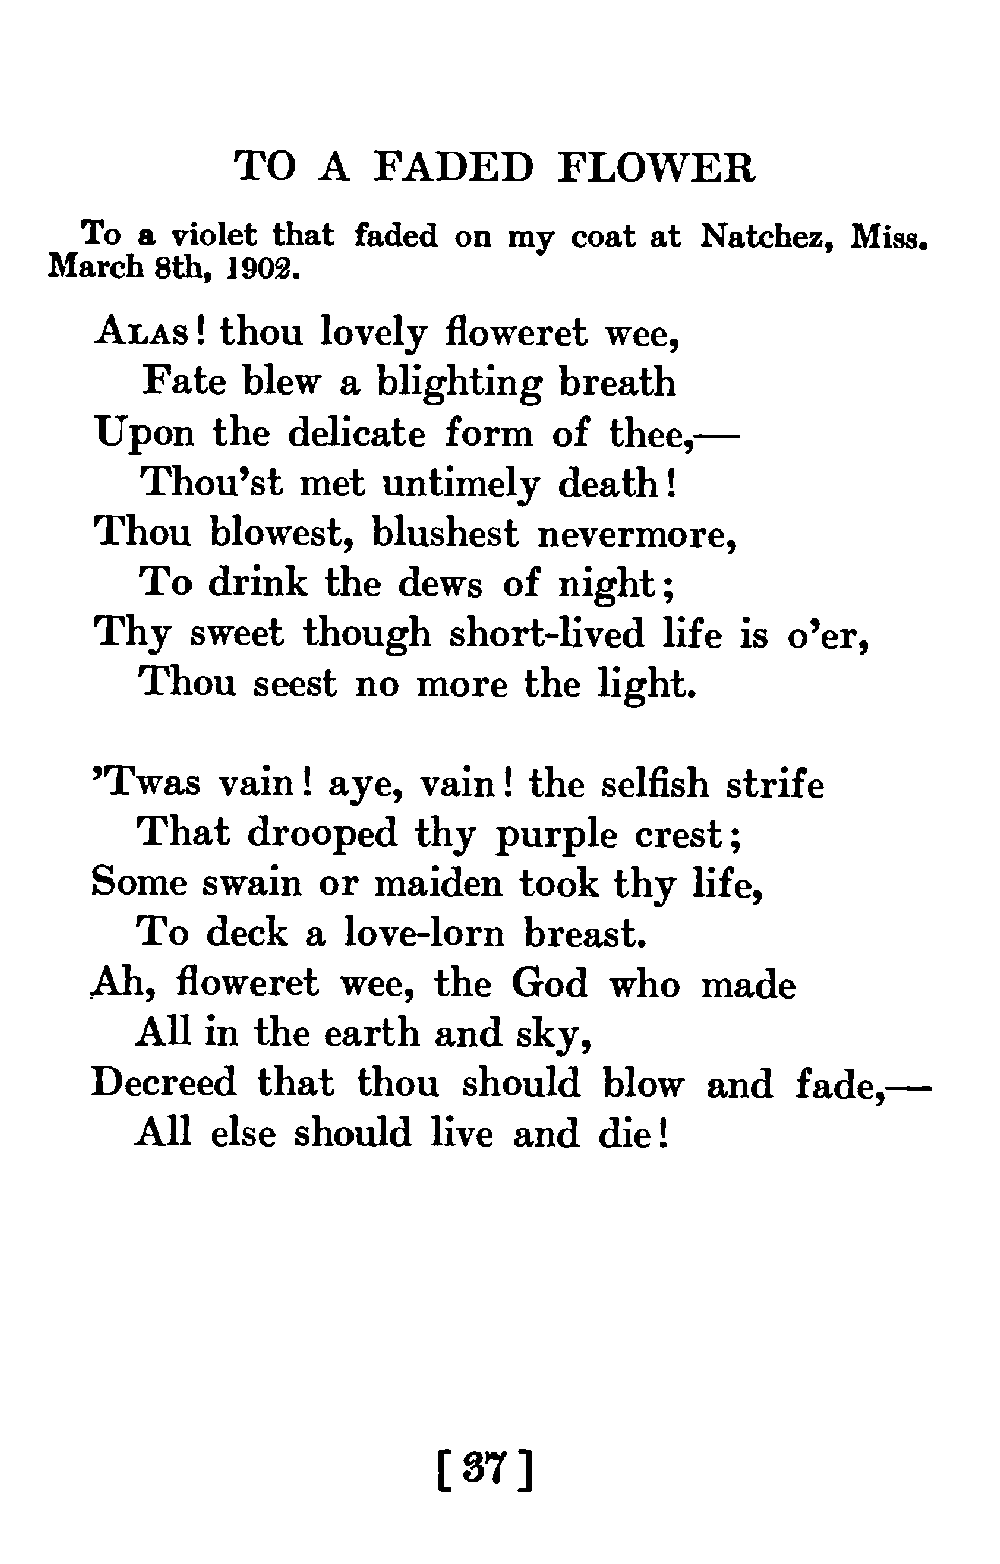 TO A FADED FLOWER
To a violet that faded on my coat at Natchez, Miss.
March 8th, 1902.
ALAS! thou lovely floweret wee,
Fate blew a blighting breath
Upon the delicate form of thee,—
Thou'st met untimely death!
Thou blowest, blushest nevermore,
To drink the dews of night;
Thy sweet though short-lived life is o'er,
Thou seest no more the light.

'Twas vain! aye, vain! the selfish strife
That drooped thy purple crest;
Some swain or maiden took thy life,
To deck a love-lorn breast.
Ah, floweret wee, the God who made
All in the earth and sky,
Decreed that thou should blow and fade,—
All else should live and die!
[37]